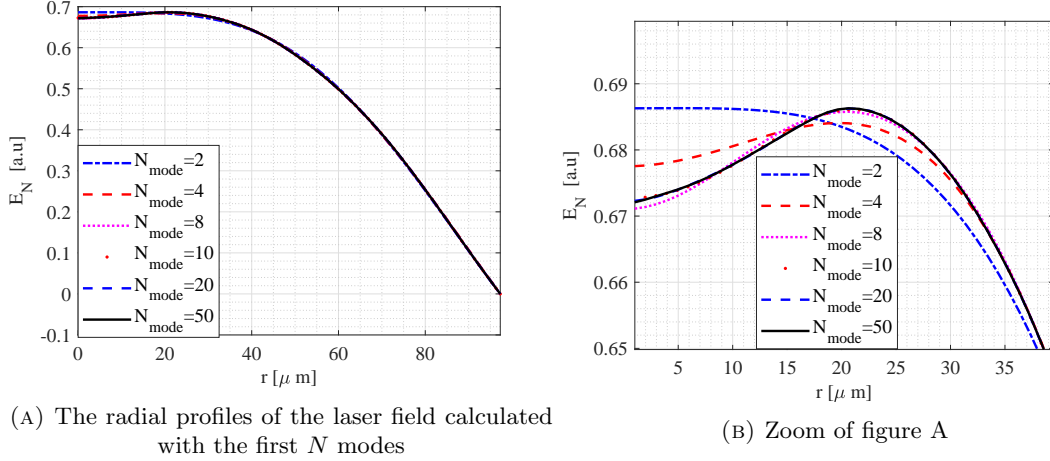 0.7
0.6
0.5
0.4
0.3
0.2
0.1
0
-0.1
E_N [a.u]
N_mode=2
N_mode=4
N_mode=8
N_mode=10
N_mode=20
N_mode=50
0 20 40 60 80
r [μ m]
(A) The radial profiles of the laser field calculated
with the first N modes
0.69
0.68
0.67
0.66
0.65
E_N [a.u]
N_mode=2
N_mode=4
N_mode=8
N_mode=10
N_mode=20
N_mode=50
5 10 15 20 25 30 35
r [μ m]
(B) Zoom of figure A